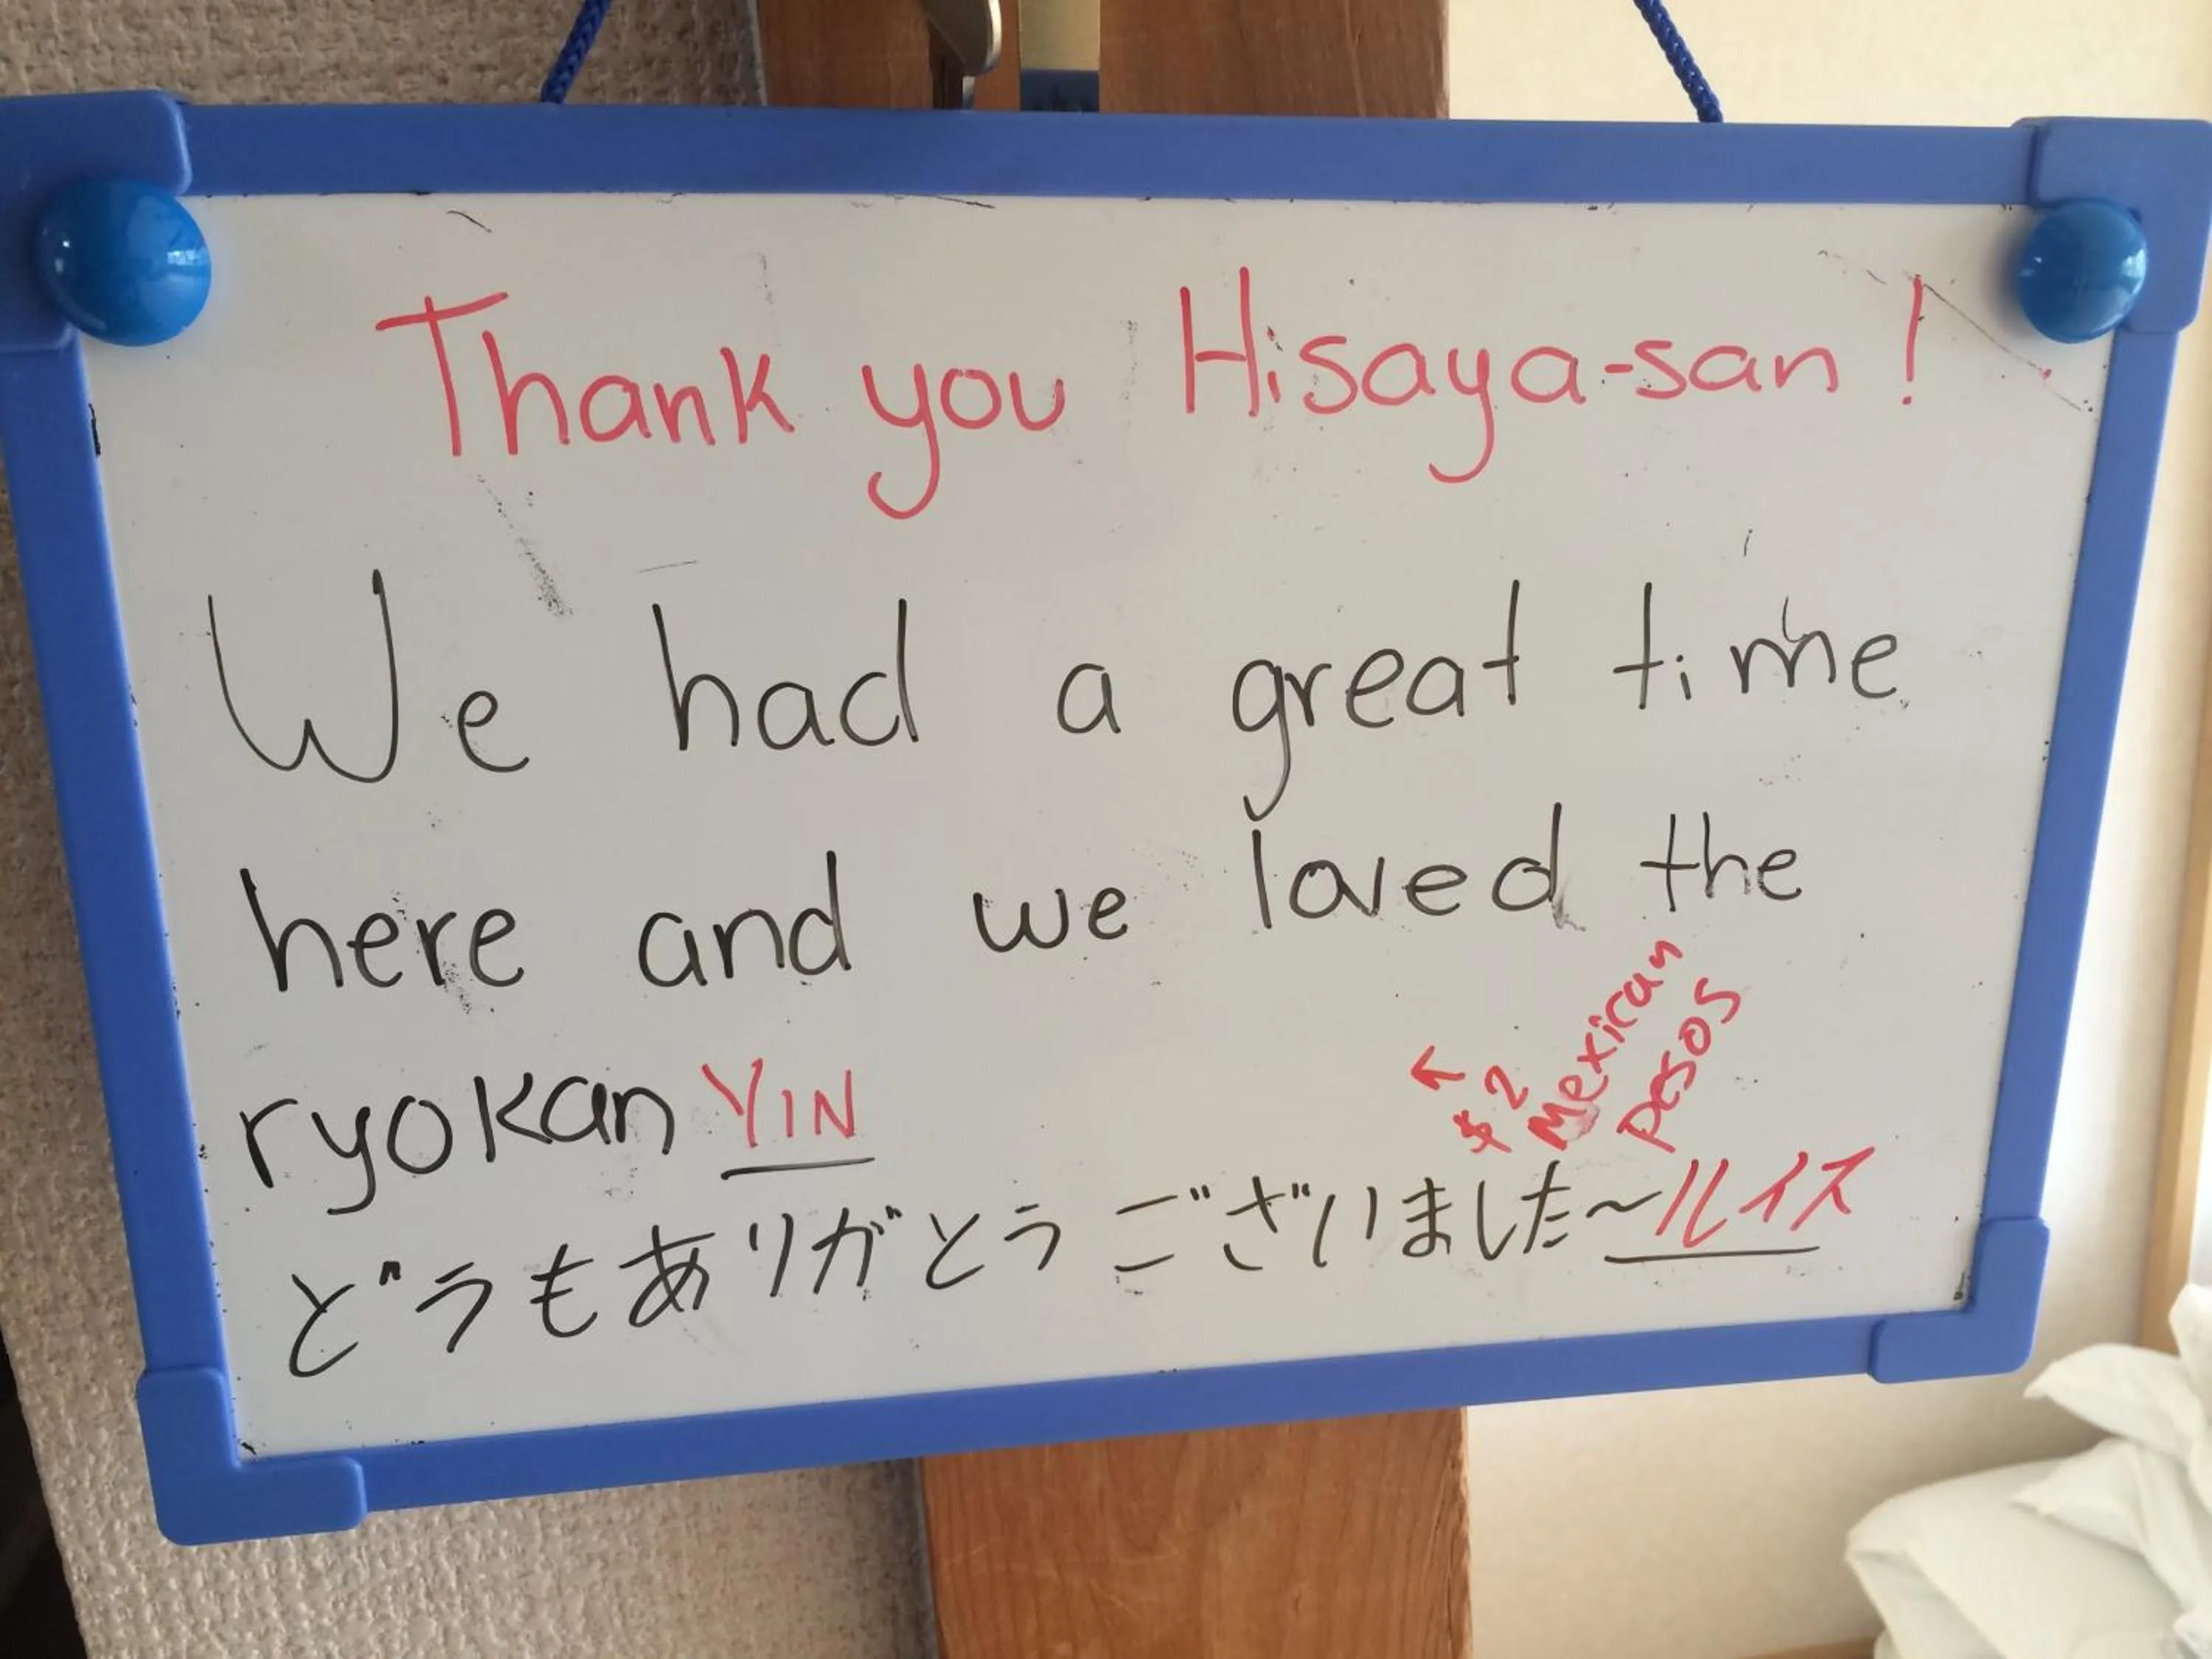 Thank you Hisaya-san!
We had a great time
here and we loved the
ryokan YIN
← $2 Mexican
pesos
どうもありがとうございました～ルイス